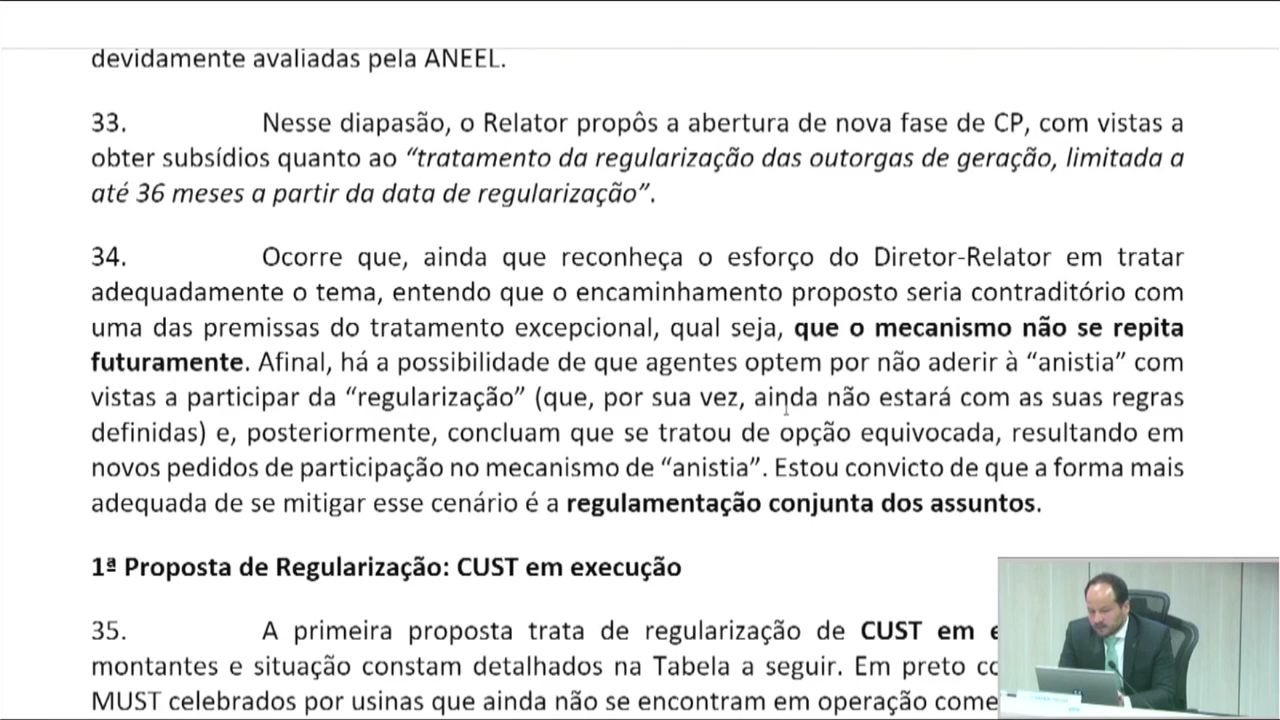 devidamente avaliadas pela ANEEL.
33. Nesse diapasão, o Relator propôs a abertura de nova fase de CP, com vistas a
obter subsídios quanto ao “tratamento da regularização das outorgas de geração, limitada a
até 36 meses a partir da data de regularização”.
34. Ocorre que, ainda que reconheça o esforço do Diretor-Relator em tratar
adequadamente o tema, entendo que o encaminhamento proposto seria contraditório com
uma das premissas do tratamento excepcional, qual seja, que o mecanismo não se repita
futuramente. Afinal, há a possibilidade de que agentes optem por não aderir à “anistia” com
vistas a participar da “regularização” (que, por sua vez, ainda não estará com as suas regras
definidas) e, posteriormente, concluam que se tratou de opção equivocada, resultando em
novos pedidos de participação no mecanismo de “anistia”. Estou convicto de que a forma mais
adequada de se mitigar esse cenário é a regulamentação conjunta dos assuntos.
1ª Proposta de Regularização: CUST em execução
35. A primeira proposta trata de regularização de CUST em
montantes e situação constam detalhados na Tabela a seguir. Em preto
MUST celebrados por usinas que ainda não se encontram em operação